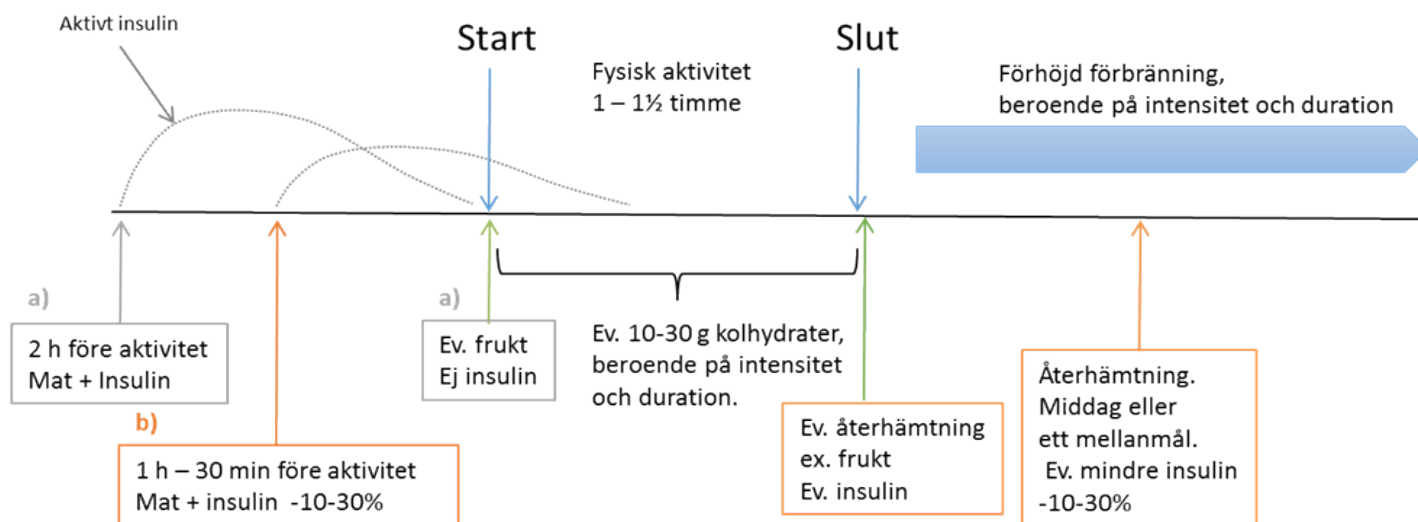 Aktivt insulin
Start
Slut
Fysisk aktivitet
1 – 1½ timme
Förhöjd förbränning,
beroende på intensitet och duration
a)
2 h före aktivitet
Mat + Insulin
b)
1 h – 30 min före aktivitet
Mat + insulin -10-30%
a)
Ev. frukt
Ej insulin
Ev. 10-30 g kolhydrater,
beroende på intensitet
och duration.
Ev. återhämtning
ex. frukt
Ev. insulin
Återhämtning.
Middag eller
ett mellanmål.
Ev. mindre insulin
-10-30%